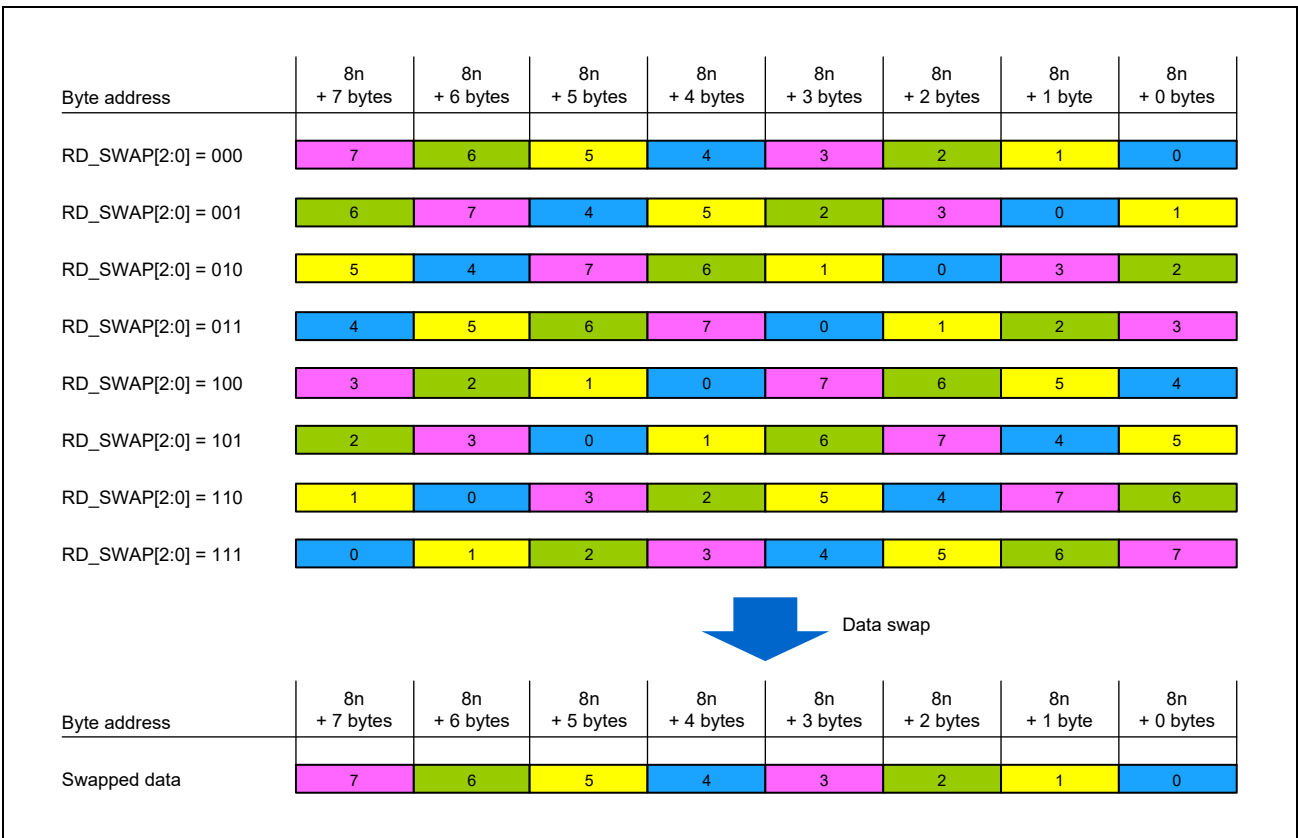 8n 8n 8n 8n 8n 8n 8n 8n
Byte address + 7 bytes + 6 bytes + 5 bytes + 4 bytes + 3 bytes + 2 bytes + 1 byte + 0 bytes
RD_SWAP[2:0] = 000 7 6 5 4 3 2 1 0
RD_SWAP[2:0] = 001 6 7 4 5 2 3 0 1
RD_SWAP[2:0] = 010 5 4 7 6 1 0 3 2
RD_SWAP[2:0] = 011 4 5 6 7 0 1 2 3
RD_SWAP[2:0] = 100 3 2 1 0 7 6 5 4
RD_SWAP[2:0] = 101 2 3 0 1 6 7 4 5
RD_SWAP[2:0] = 110 1 0 3 2 5 4 7 6
RD_SWAP[2:0] = 111 0 1 2 3 4 5 6 7
Data swap
8n 8n 8n 8n 8n 8n 8n 8n
Byte address + 7 bytes + 6 bytes + 5 bytes + 4 bytes + 3 bytes + 2 bytes + 1 byte + 0 bytes
Swapped data 7 6 5 4 3 2 1 0